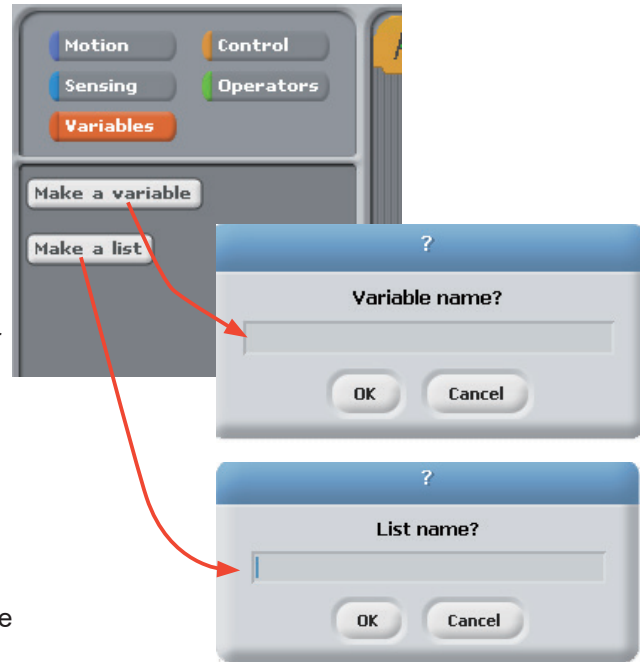 Motion Control
Sensing Operators
Variables
Make a variable
Make a list
?
Variable name?
OK Cancel
?
List name?
OK Cancel